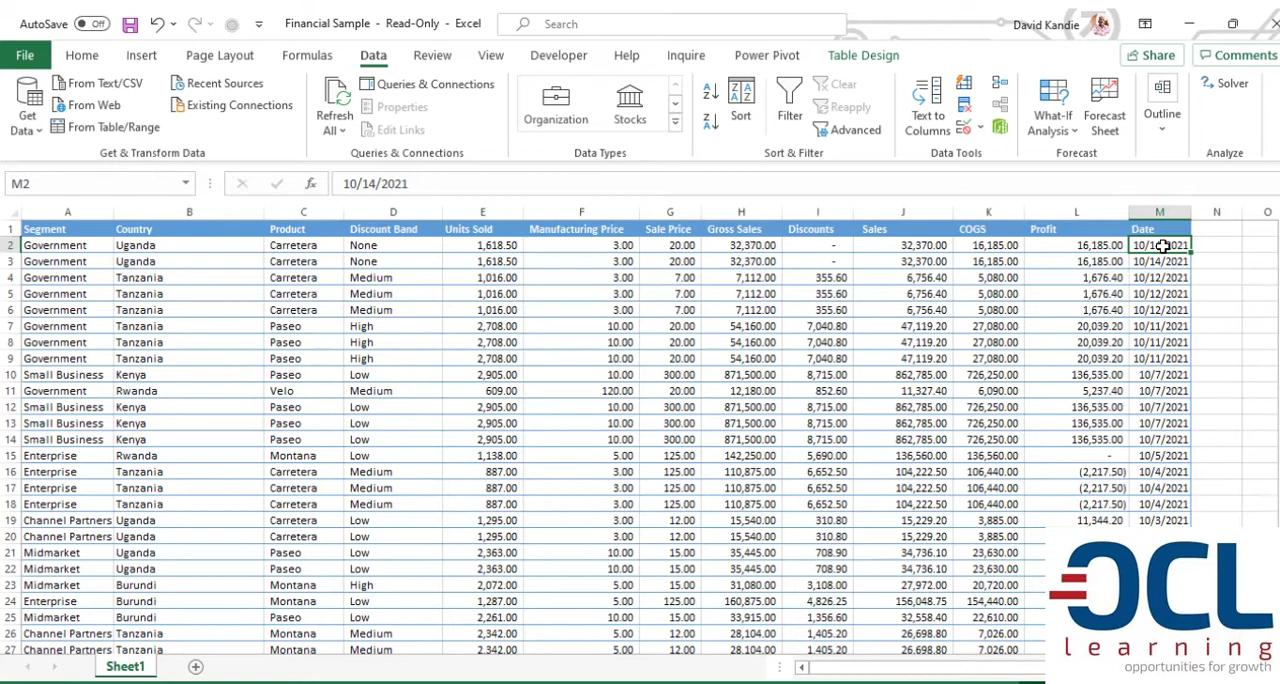 AutoSave Off Financial Sample - Read-Only - Excel Search David Kandie
File Home Insert Page Layout Formulas Data Review View Developer Help Inquire Power Pivot Table Design Share Comments
Get Data From Text/CSV Recent Sources Refresh All Queries & Connections Organization Stocks Sort Filter Clear Text to Columns What-If Analysis Forecast Sheet Outline Solver
From Web Existing Connections Properties Reapply
From Table/Range Edit Links Advanced
Get & Transform Data Queries & Connections Data Types Sort & Filter Data Tools Forecast Analyze
M2 fx 10/14/2021
A B C D E F G H I J K L M N O
1 Segment Country Product Discount Band Units Sold Manufacturing Price Sale Price Gross Sales Discounts Sales COGS Profit Date
2 Government Uganda Carretera None 1,618.50 3.00 20.00 32,370.00 - 32,370.00 16,185.00 16,185.00
3 Government Uganda Carretera None 1,618.50 3.00 20.00 32,370.00 - 32,370.00 16,185.00 16,185.00 10/14/2021
4 Government Tanzania Carretera Medium 1,016.00 3.00 7.00 7,112.00 355.60 6,756.40 5,080.00 1,676.40 10/12/2021
5 Government Tanzania Carretera Medium 1,016.00 3.00 7.00 7,112.00 355.60 6,756.40 5,080.00 1,676.40 10/12/2021
6 Government Tanzania Carretera Medium 1,016.00 3.00 7.00 7,112.00 355.60 6,756.40 5,080.00 1,676.40 10/12/2021
7 Government Tanzania Paseo High 2,708.00 10.00 20.00 54,160.00 7,040.80 47,119.20 27,080.00 20,039.20 10/11/2021
8 Government Tanzania Paseo High 2,708.00 10.00 20.00 54,160.00 7,040.80 47,119.20 27,080.00 20,039.20 10/11/2021
9 Government Tanzania Paseo High 2,708.00 10.00 20.00 54,160.00 7,040.80 47,119.20 27,080.00 20,039.20 10/11/2021
10 Small Business Kenya Paseo Low 2,905.00 10.00 300.00 871,500.00 8,715.00 862,785.00 726,250.00 136,535.00 10/7/2021
11 Government Rwanda Velo Medium 609.00 120.00 20.00 12,180.00 852.60 11,327.40 6,090.00 5,237.40 10/7/2021
12 Small Business Kenya Paseo Low 2,905.00 10.00 300.00 871,500.00 8,715.00 862,785.00 726,250.00 136,535.00 10/7/2021
13 Small Business Kenya Paseo Low 2,905.00 10.00 300.00 871,500.00 8,715.00 862,785.00 726,250.00 136,535.00 10/7/2021
14 Small Business Kenya Paseo Low 2,905.00 10.00 300.00 871,500.00 8,715.00 862,785.00 726,250.00 136,535.00 10/7/2021
15 Enterprise Rwanda Montana Low 1,138.00 5.00 125.00 142,250.00 5,690.00 136,560.00 136,560.00 - 10/5/2021
16 Enterprise Tanzania Carretera Medium 887.00 3.00 125.00 110,875.00 6,652.50 104,222.50 106,440.00 (2,217.50) 10/4/2021
17 Enterprise Tanzania Carretera Medium 887.00 3.00 125.00 110,875.00 6,652.50 104,222.50 106,440.00 (2,217.50) 10/4/2021
18 Enterprise Tanzania Carretera Medium 887.00 3.00 125.00 110,875.00 6,652.50 104,222.50 106,440.00 (2,217.50) 10/4/2021
19 Channel Partners Uganda Carretera Low 1,295.00 3.00 12.00 15,540.00 310.80 15,229.20 3,885.00 11,344.20 10/3/2021
20 Channel Partners Uganda Carretera Low 1,295.00 3.00 12.00 15,540.00 310.80 15,229.20 3,885.00
21 Midmarket Uganda Paseo Low 2,363.00 10.00 15.00 35,445.00 708.90 34,736.10 23,630.00
22 Midmarket Uganda Paseo Low 2,363.00 10.00 15.00 35,445.00 708.90 34,736.10 23,630.00
23 Midmarket Burundi Montana High 2,072.00 5.00 15.00 31,080.00 3,108.00 27,972.00 20,720.00
24 Enterprise Burundi Montana Low 1,287.00 5.00 125.00 160,875.00 4,826.25 156,048.75 154,440.00
25 Midmarket Burundi Paseo Low 2,261.00 10.00 15.00 33,915.00 1,356.60 32,558.40 22,610.00
26 Channel Partners Tanzania Montana Medium 2,342.00 5.00 12.00 28,104.00 1,405.20 26,698.80 7,026.00
27 Channel Partners Tanzania Montana Medium 2,342.00 5.00 12.00 28,104.00 1,405.20 26,698.80 7,026.00
Sheet1
OCL
learning
opportunities for growth